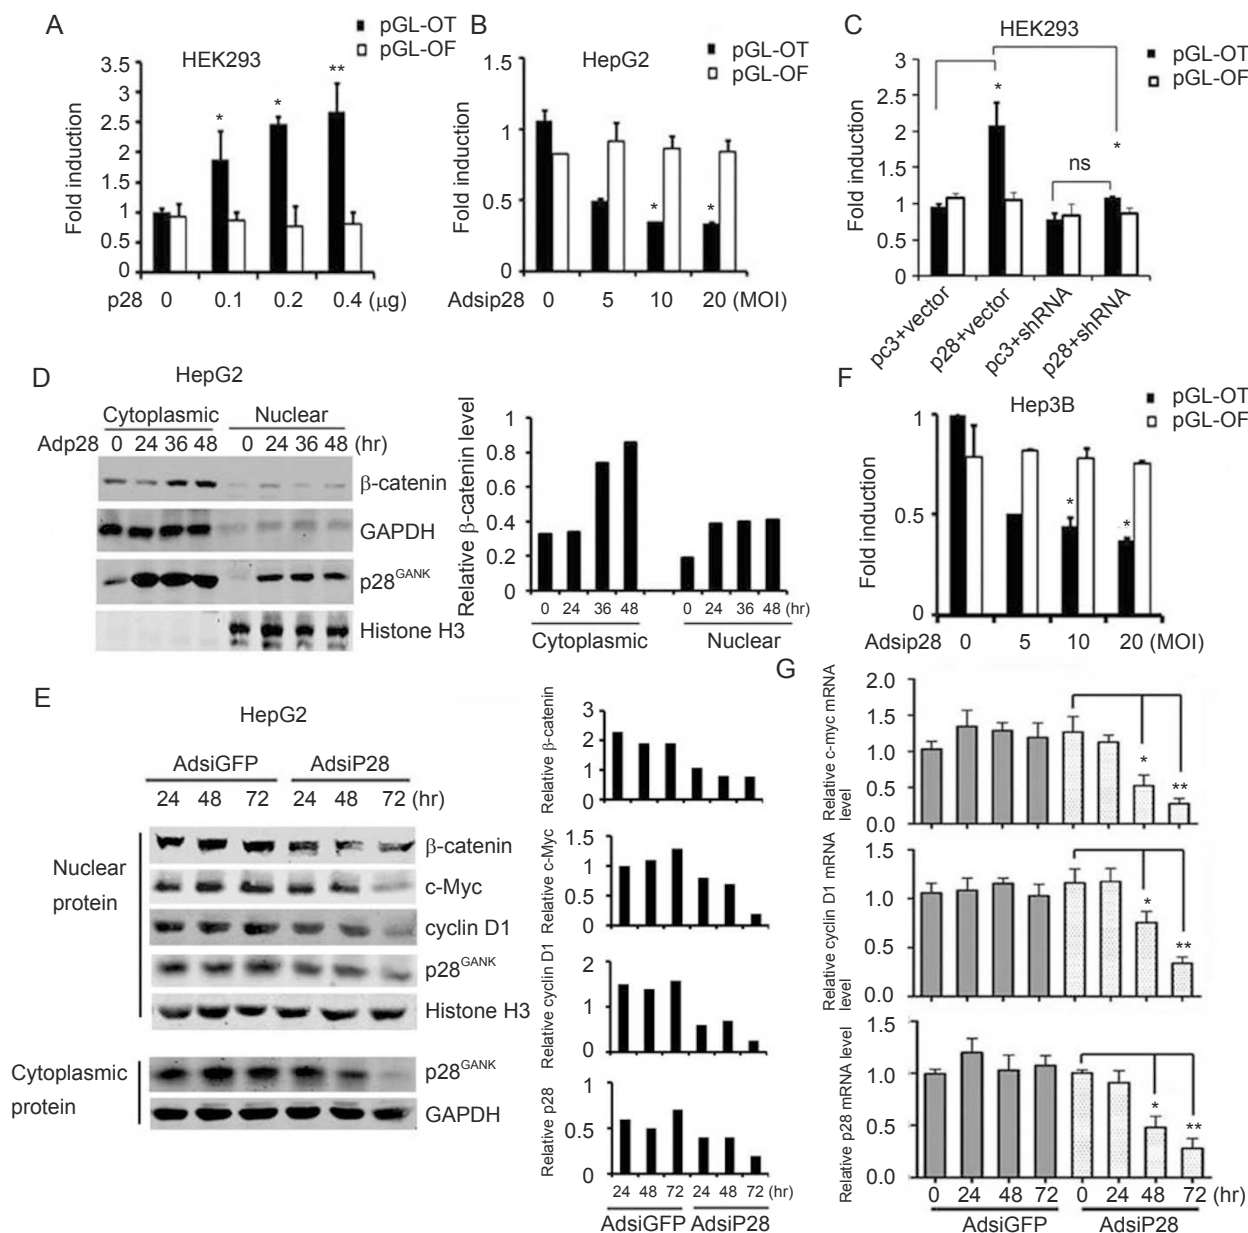 A
HEK293
pGL-OT
pGL-OF
Fold induction
3.5
3
2.5
2
1.5
1
0.5
0
*
*
**
p28 0 0.1 0.2 0.4 (μg)
B
HepG2
pGL-OT
pGL-OF
Fold induction
1.5
1
0.5
0
*
*
Adsip28 0 5 10 20 (MOI)
C
HEK293
pGL-OT
pGL-OF
Fold induction
3
2.5
2
1.5
1
0.5
0
*
*
ns
pc3+vector
p28+vector
pc3+shRNA
p28+shRNA
D
HepG2
Cytoplasmic Nuclear
Adp28 0 24 36 48 0 24 36 48 (hr)
β-catenin
GAPDH
p28GANK
Histone H3
Relative β-catenin level
1
0.8
0.6
0.4
0.2
0
0 24 36 48 0 24 36 48 (hr)
Cytoplasmic Nuclear
F
Hep3B
pGL-OT
pGL-OF
Fold induction
1
0.5
0
*
*
Adsip28 0 5 10 20 (MOI)
E
HepG2
AdsiGFP AdsiP28
24 48 72 24 48 72 (hr)
Nuclear
protein
β-catenin
c-Myc
cyclin D1
p28GANK
Histone H3
Cytoplasmic
protein
p28GANK
GAPDH
Relative β-catenin
3
2
1
0
Relative c-Myc
1.5
1
0.5
0
Relative cyclin D1
2
1
0
Relative p28
1
0.5
0
24 48 72 24 48 72 (hr)
AdsiGFP AdsiP28
G
Relative c-myc mRNA
level
2.0
1.5
1.0
0.5
0.0
*
**
Relative cyclin D1 mRNA
level
1.5
1.0
0.5
0.0
*
**
Relative p28 mRNA level
1.5
1.0
0.5
0.0
*
**
0 24 48 72 0 24 48 72 (hr)
AdsiGFP AdsiP28